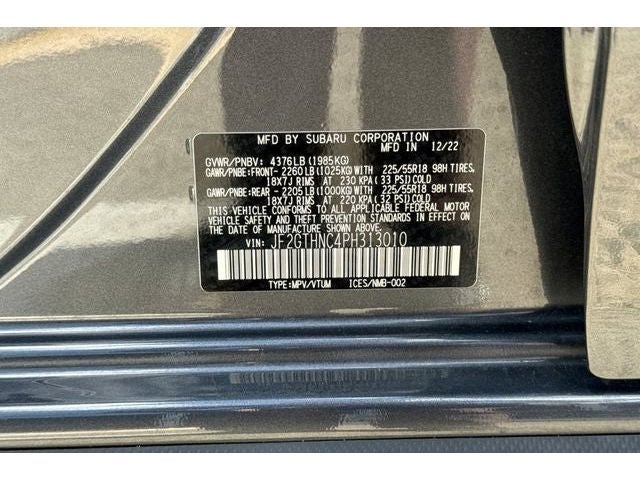 MFD BY SUBARU CORPORATION
MFD IN 12/22
GVWR/PNBV: 4376LB(1985KG)
GAWR/PNBE:FRONT- 2260LB(1025KG)WITH 225/55R18 98H TIRES,
18X7J RIMS AT 230 KPA(33 PSI)COLD
GAWR/PNBE:REAR - 2205LB(1000KG)WITH 225/55R18 98H TIRES,
18X7J RIMS AT 220 KPA(32 PSI)COLD
THIS VEHICLE CONFORMS TO ALL APPLICABLE FEDERAL MOTOR
VEHICLE SAFETY AND THEFT PREVENTION STANDARDS IN EFFECT ON
THE DATE OF MANUFACTURE SHOWN ABOVE.
VIN: JF2GTHNC4PH313010
TYPE:MPV/VTUM ICES/NMB-002